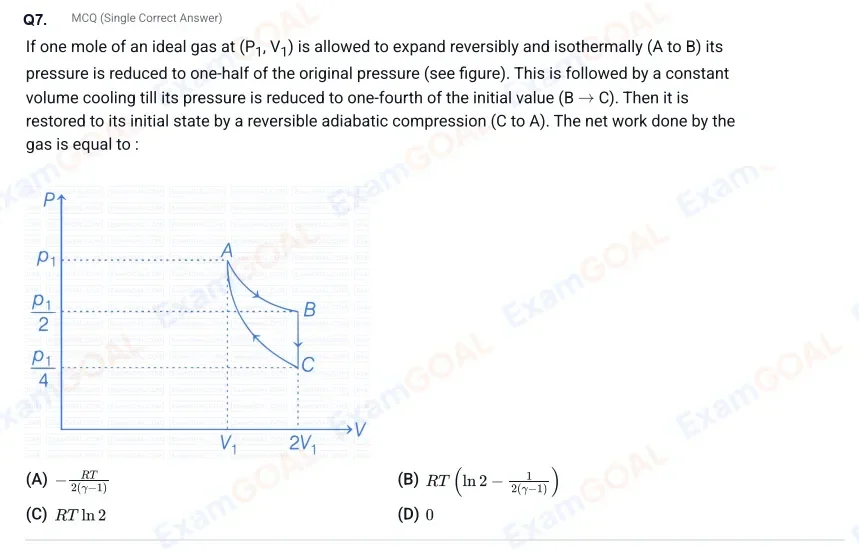 Q7. MCQ (Single Correct Answer)
If one mole of an ideal gas at (P₁, V₁) is allowed to expand reversibly and isothermally (A to B) its
pressure is reduced to one-half of the original pressure (see figure). This is followed by a constant
volume cooling till its pressure is reduced to one-fourth of the initial value (B → C). Then it is
restored to its initial state by a reversible adiabatic compression (C to A). The net work done by the
gas is equal to :
P
A
p₁
p₁/2
B
p₁/4
C
V
V₁ 2V₁
(A) −RT/(2(γ−1)) (B) RT (ln 2 − 1/(2(γ−1)))
(C) RT ln 2 (D) 0
ExamGOAL